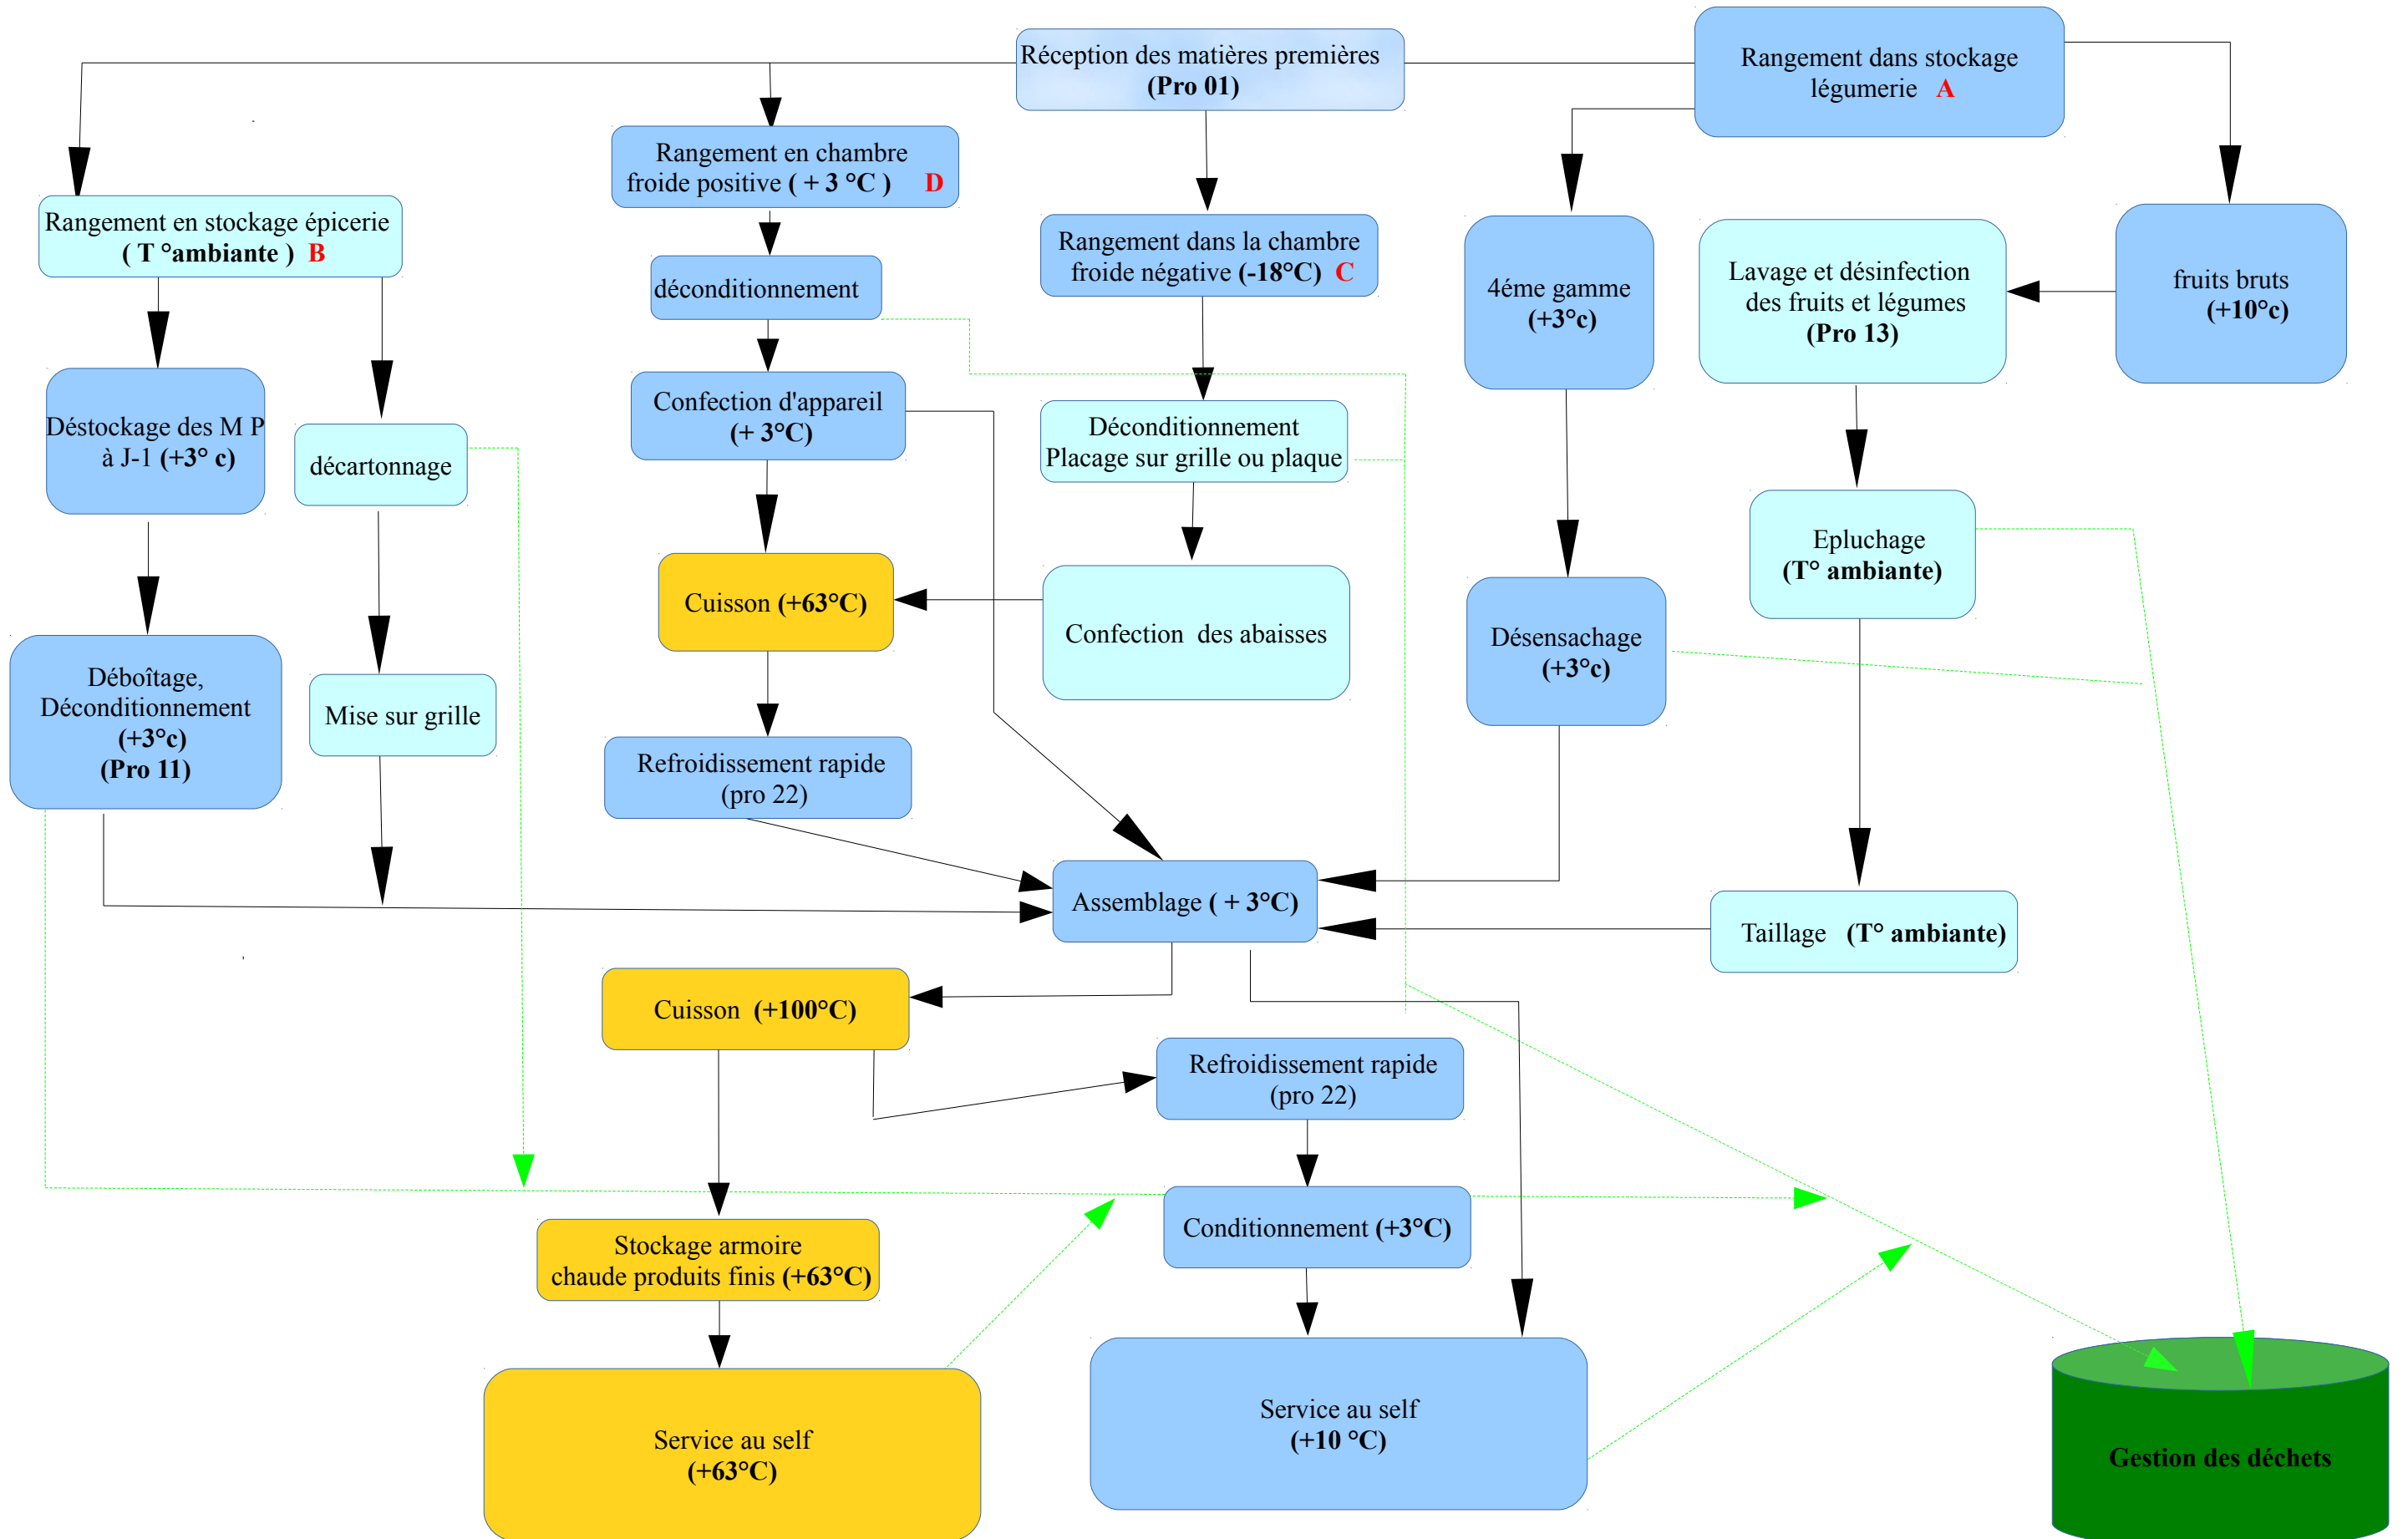 Réception des matières premières
(Pro 01)
Rangement dans stockage
légumerie A
Rangement en chambre
froide positive ( + 3 °C ) D
Rangement en stockage épicerie
( T °ambiante ) B
Rangement dans la chambre
froide négative (-18°C) C
4éme gamme
(+3°c)
Lavage et désinfection
des fruits et légumes
(Pro 13)
fruits bruts
(+10°c)
déconditionnement
Déstockage des M P
à J-1 (+3° c)
décartonnage
Confection d'appareil
(+ 3°C)
Déconditionnement
Placage sur grille ou plaque
Epluchage
(T° ambiante)
Cuisson (+63°C)
Confection des abaisses
Désensachage
(+3°c)
Déboîtage,
Déconditionnement
(+3°c)
(Pro 11)
Mise sur grille
Refroidissement rapide
(pro 22)
Assemblage ( + 3°C)
Taillage (T° ambiante)
Cuisson (+100°C)
Refroidissement rapide
(pro 22)
Conditionnement (+3°C)
Stockage armoire
chaude produits finis (+63°C)
Service au self
(+63°C)
Service au self
(+10 °C)
Gestion des déchets